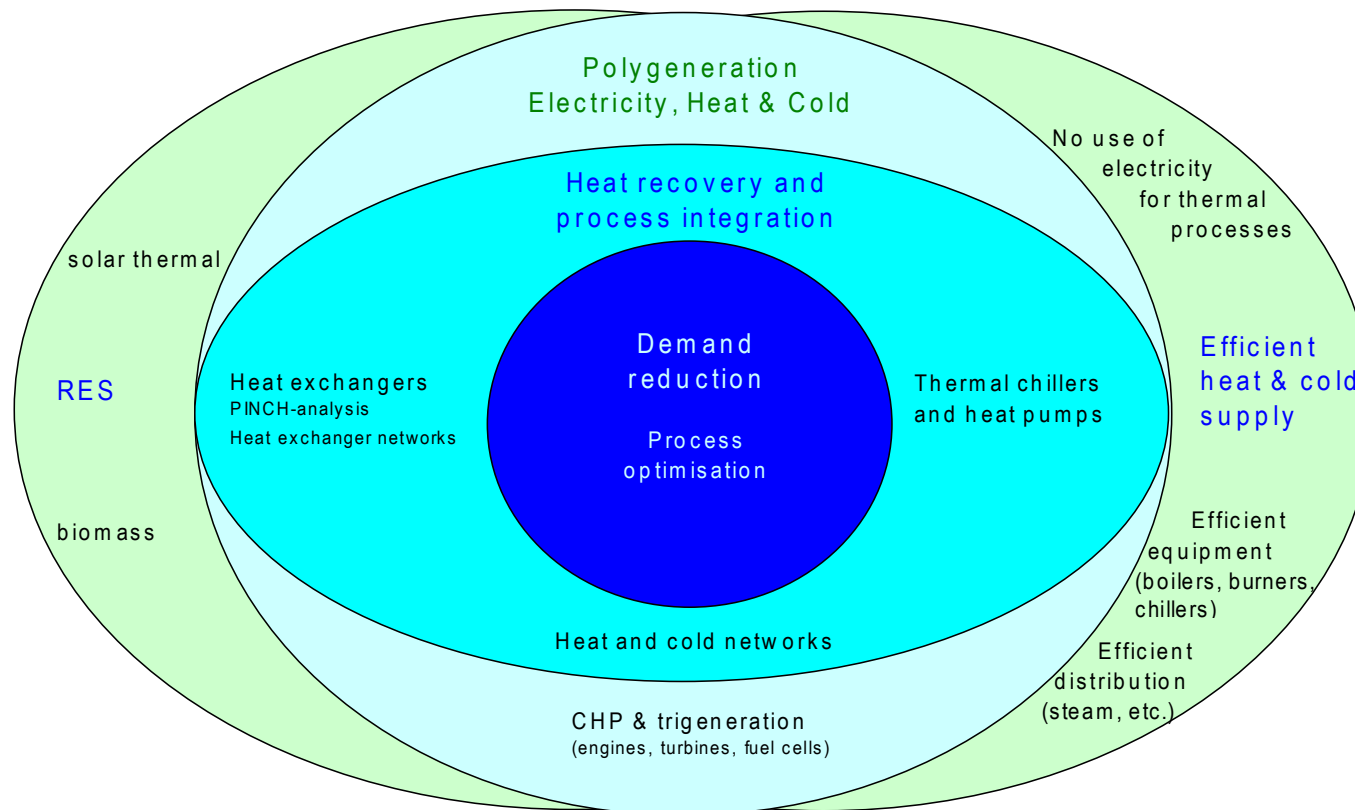 Polygeneration
Electricity, Heat & Cold
No use of
electricity
for thermal
processes
Heat recovery and
process integration
solar thermal
Demand
reduction
Process
optimisation
RES
Heat exchangers
PINCH-analysis
Heat exchanger networks
Thermal chillers
and heat pumps
Efficient
heat & cold
supply
biomass
Efficient
equipment
(boilers, burners,
chillers)
Heat and cold networks
Efficient
distribution
(steam, etc.)
CHP & trigeneration
(engines, turbines, fuel cells)